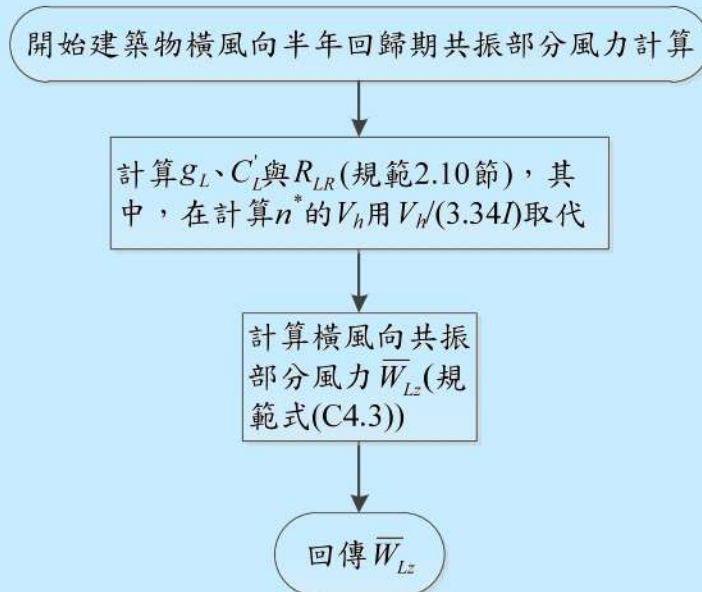 開始建築物橫風向半年回歸期共振部分風力計算
計算g_L、C'_L與R_LR(規範2.10節)，其
中，在計算n*的V_h用V_h/(3.34I)取代
計算橫風向共振
部分風力W̅_Lz(規
範式(C4.3))
回傳W̅_Lz